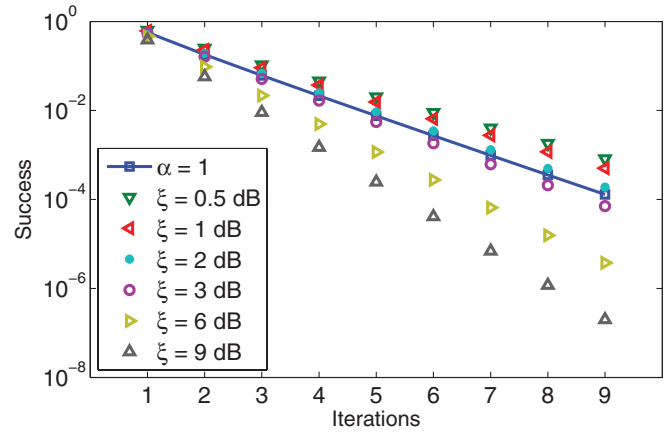 10^0
10^-2
10^-4
10^-6
10^-8
Success
α = 1
ξ = 0.5 dB
ξ = 1 dB
ξ = 2 dB
ξ = 3 dB
ξ = 6 dB
ξ = 9 dB
1 2 3 4 5 6 7 8 9
Iterations